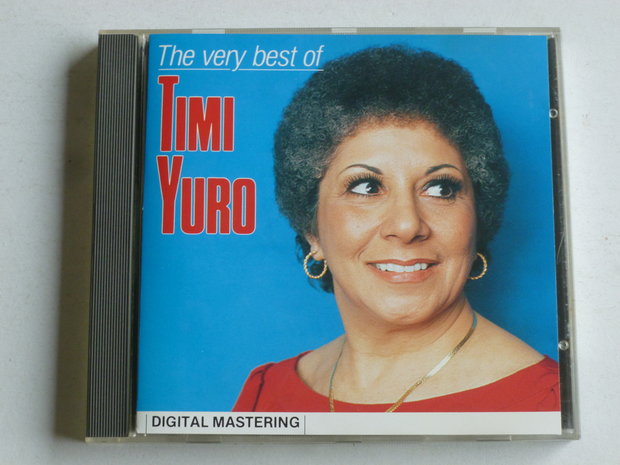 The very best of
TIMI
YURO
DIGITAL MASTERING